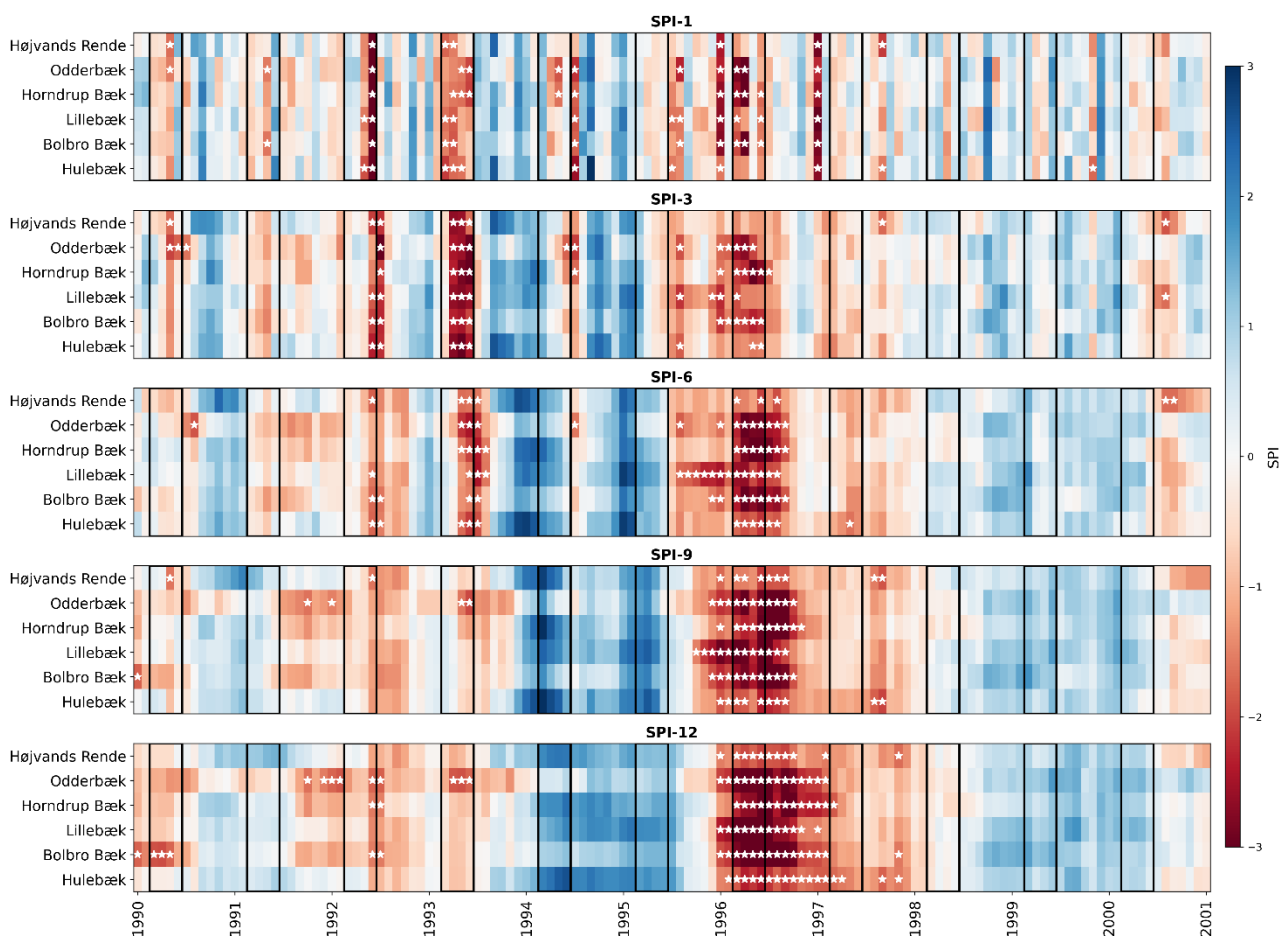 SPI-1
Højvands Rende
Odderbæk
Horndrup Bæk
Lillebæk
Bolbro Bæk
Hulebæk
SPI-3
Højvands Rende
Odderbæk
Horndrup Bæk
Lillebæk
Bolbro Bæk
Hulebæk
SPI-6
Højvands Rende
Odderbæk
Horndrup Bæk
Lillebæk
Bolbro Bæk
Hulebæk
SPI-9
Højvands Rende
Odderbæk
Horndrup Bæk
Lillebæk
Bolbro Bæk
Hulebæk
SPI-12
Højvands Rende
Odderbæk
Horndrup Bæk
Lillebæk
Bolbro Bæk
Hulebæk
1990
1991
1992
1993
1994
1995
1996
1997
1998
1999
2000
2001
3
2
1
0
−1
−2
−3
SPI